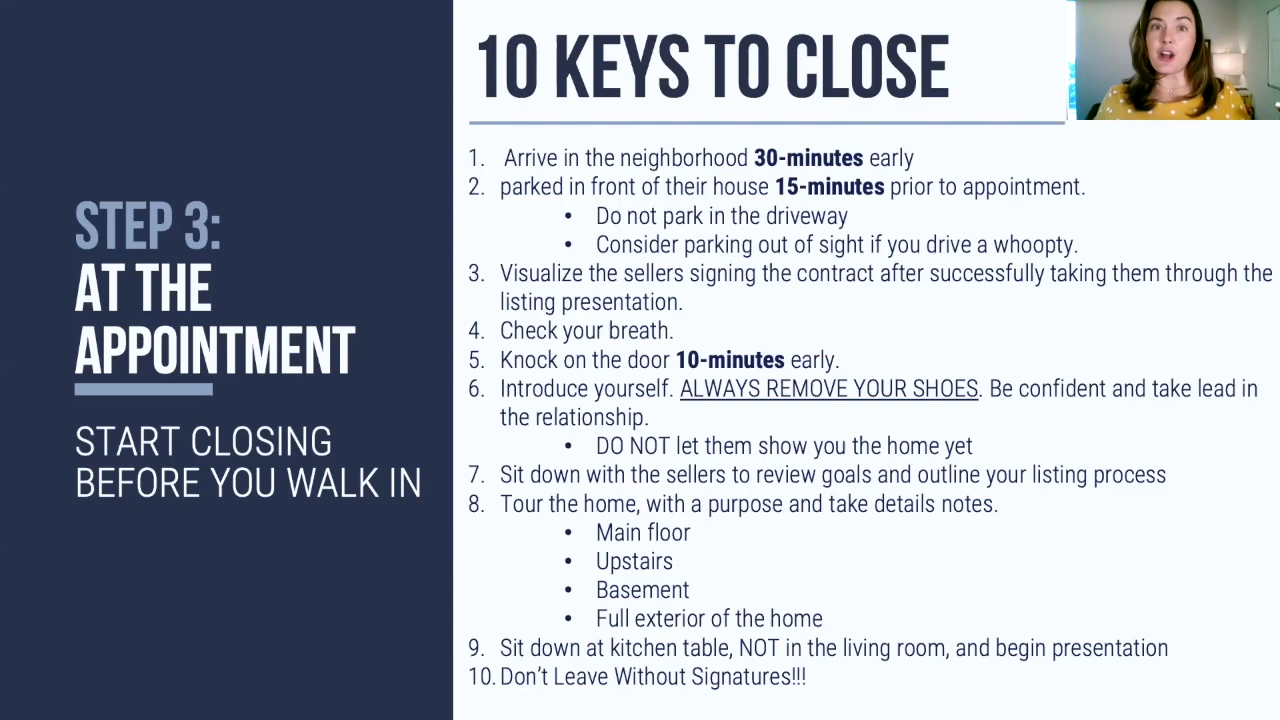 STEP 3:
AT THE
APPOINTMENT
START CLOSING
BEFORE YOU WALK IN
10 KEYS TO CLOSE
1. Arrive in the neighborhood 30-minutes early
2. parked in front of their house 15-minutes prior to appointment.
• Do not park in the driveway
• Consider parking out of sight if you drive a whoopty.
3. Visualize the sellers signing the contract after successfully taking them through the
listing presentation.
4. Check your breath.
5. Knock on the door 10-minutes early.
6. Introduce yourself. ALWAYS REMOVE YOUR SHOES. Be confident and take lead in
the relationship.
• DO NOT let them show you the home yet
7. Sit down with the sellers to review goals and outline your listing process
8. Tour the home, with a purpose and take details notes.
• Main floor
• Upstairs
• Basement
• Full exterior of the home
9. Sit down at kitchen table, NOT in the living room, and begin presentation
10. Don’t Leave Without Signatures!!!